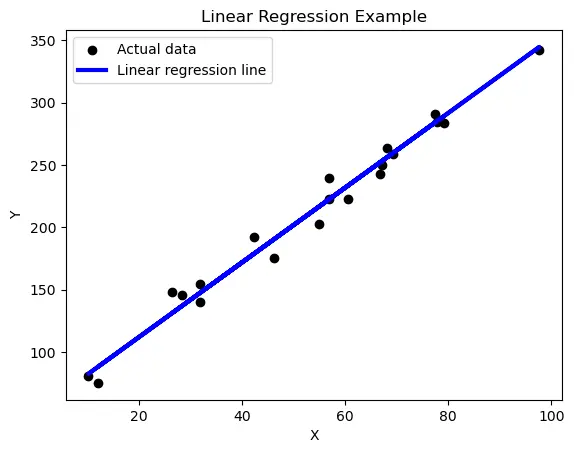 Linear Regression Example
Actual data
Linear regression line
350
300
250
200
150
100
Y
20
40
60
80
100
X